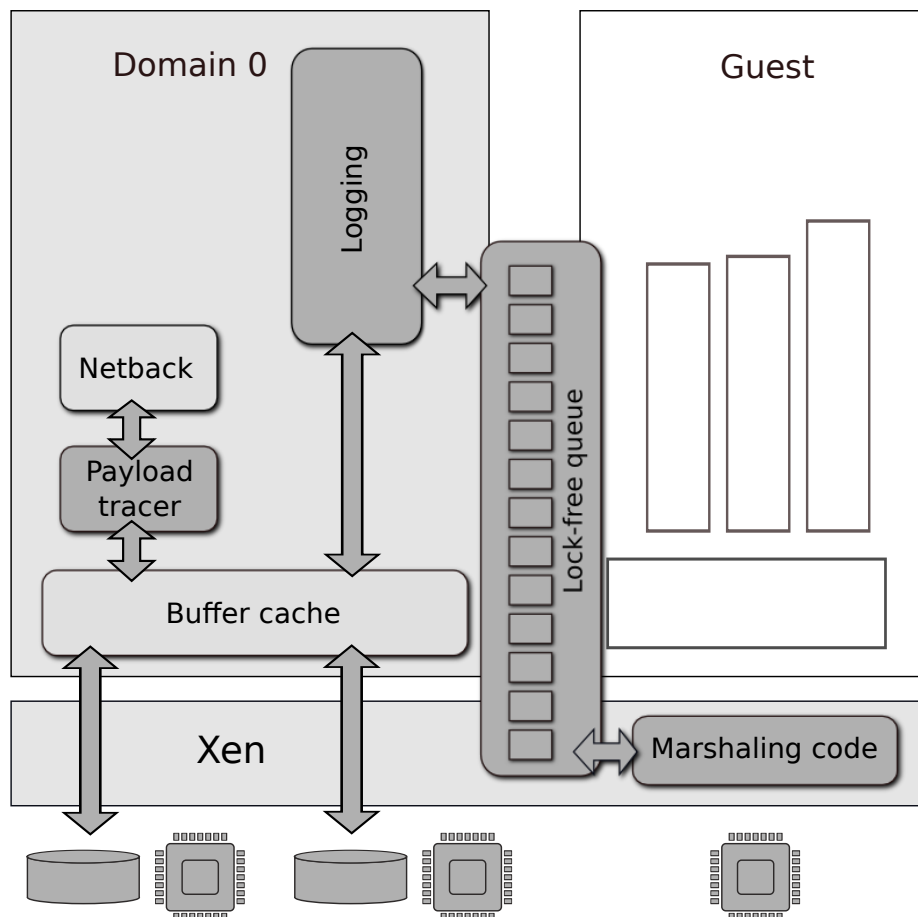 Domain 0
Guest
Logging
Netback
Payload
tracer
Lock-free queue
Buffer cache
Xen
Marshaling code